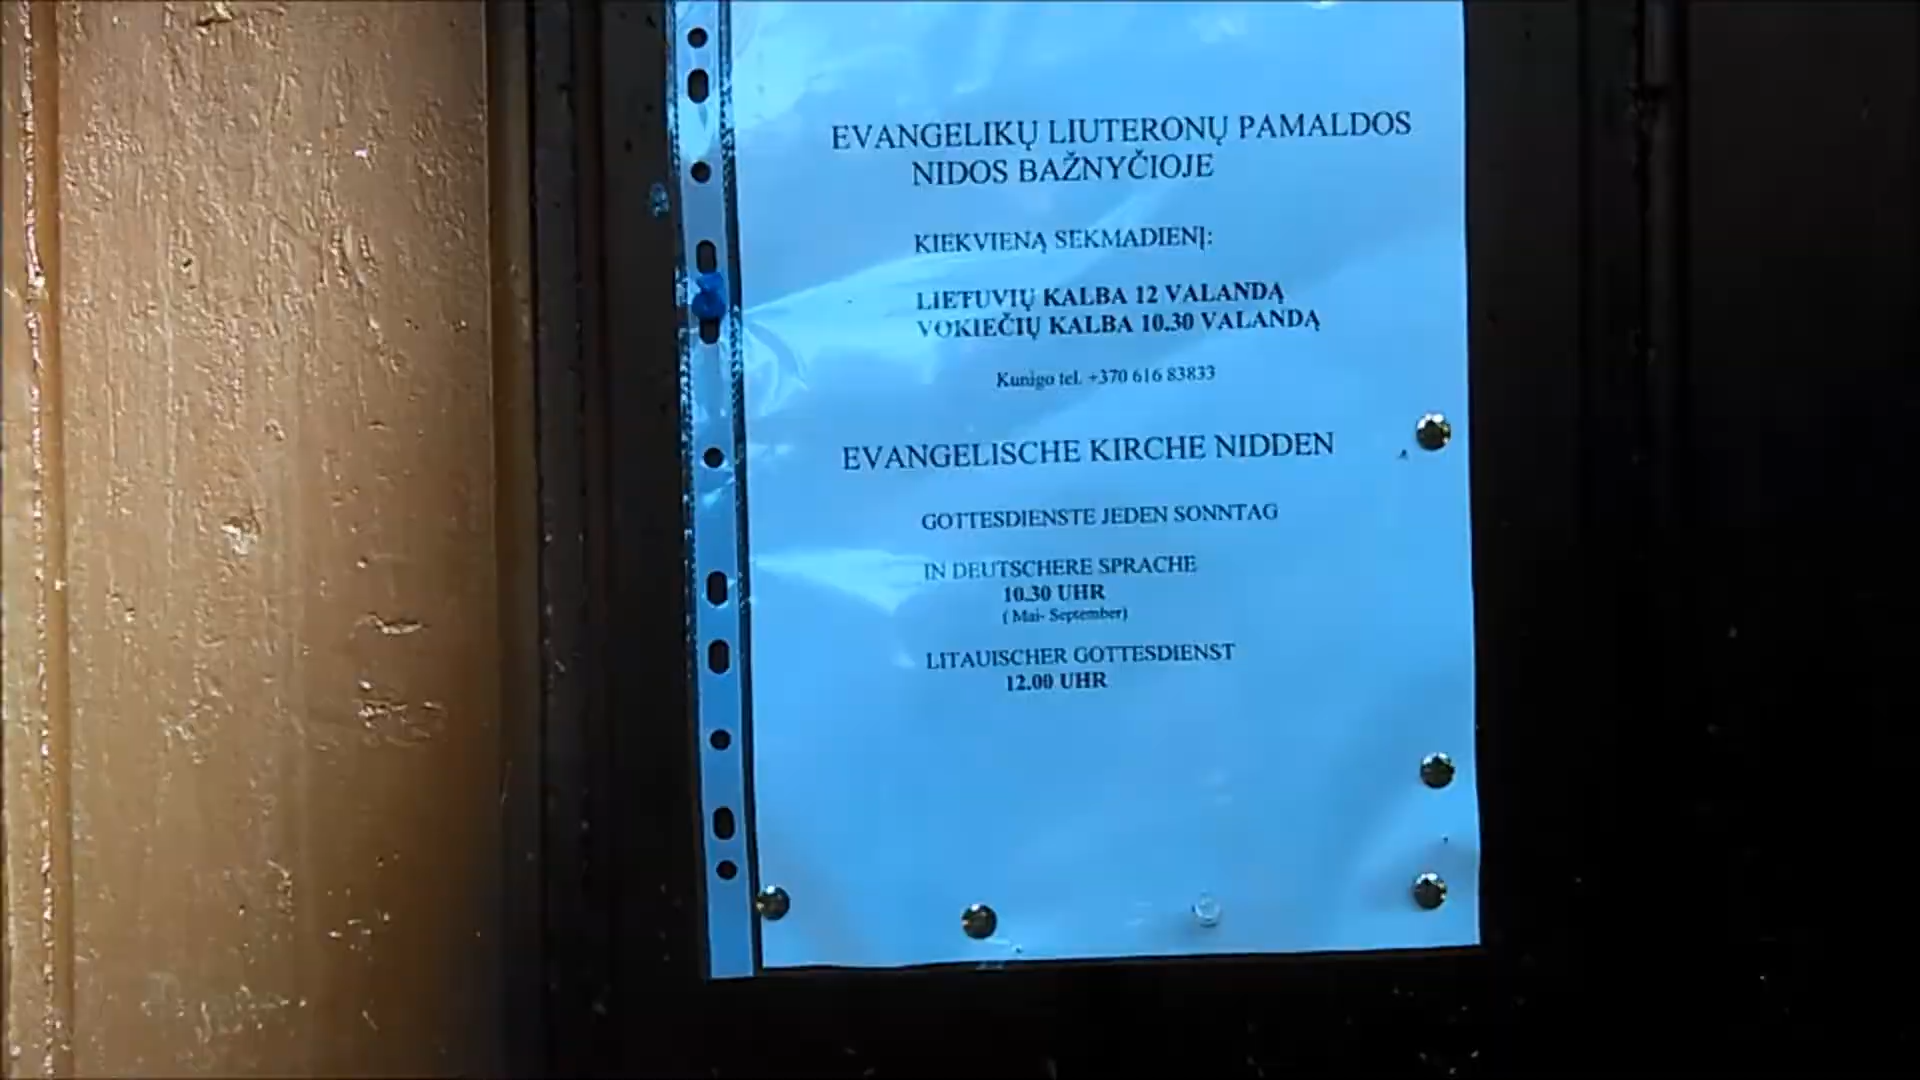 EVANGELIKŲ LIUTERONŲ PAMALDOS
NIDOS BAŽNYČIOJE
KIEKVIENĄ SEKMADIENĮ:
LIETUVIŲ KALBA 12 VALANDĄ
VOKIEČIŲ KALBA 10.30 VALANDĄ
Kunigo tel. +370 616 83833
EVANGELISCHE KIRCHE NIDDEN
GOTTESDIENSTE JEDEN SONNTAG
IN DEUTSCHERE SPRACHE
10.30 UHR
( Mai- September)
LITAUISCHER GOTTESDIENST
12.00 UHR